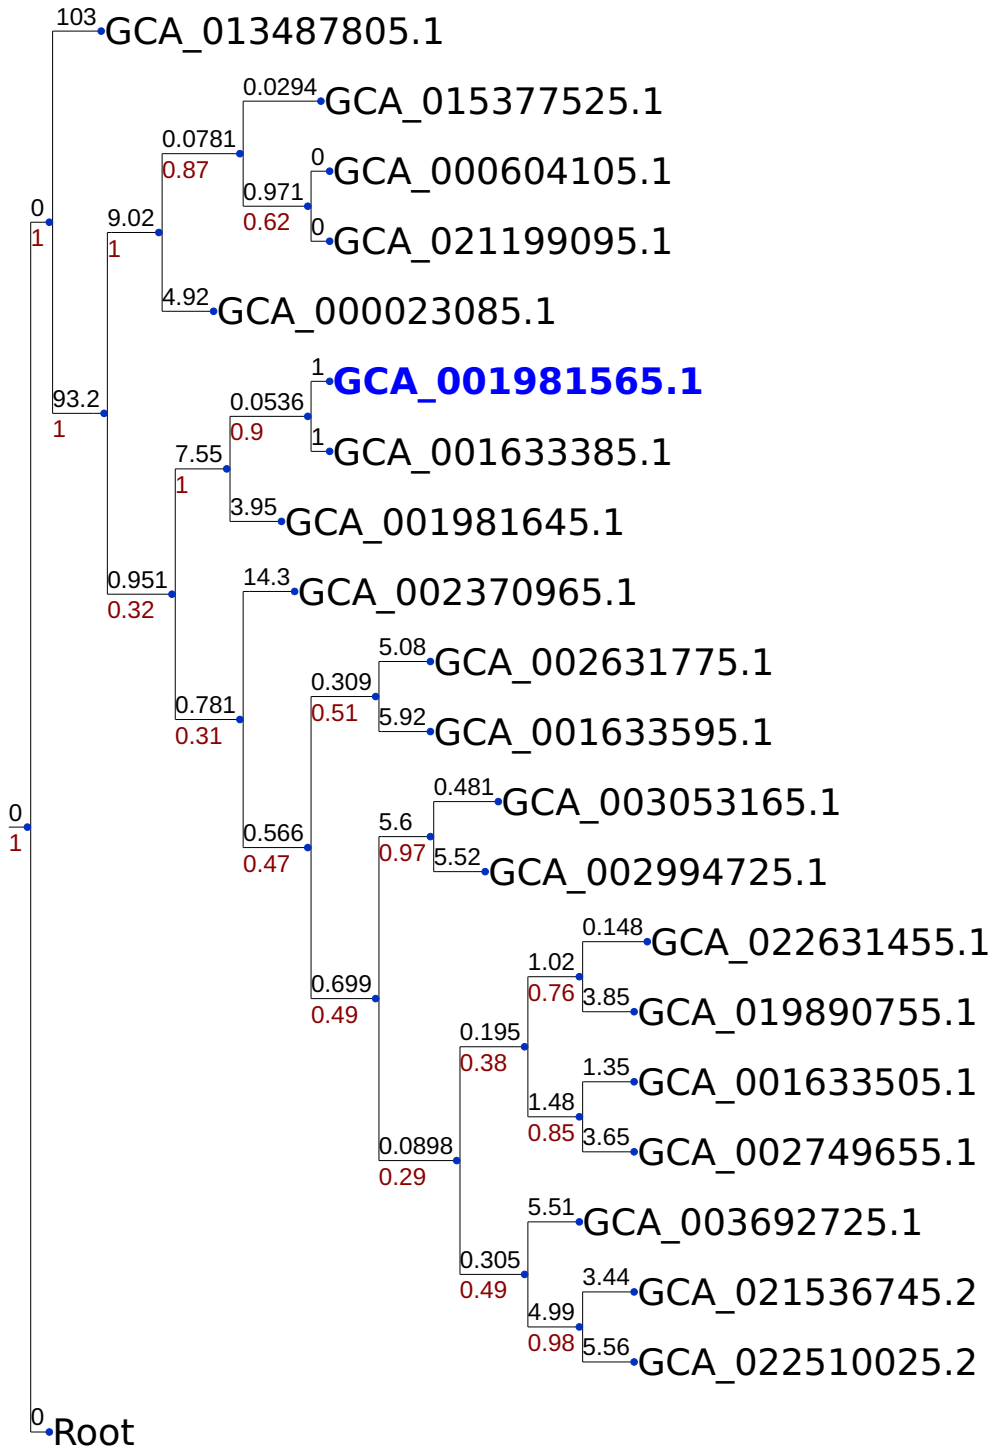 103
GCA_013487805.1
0.0294
GCA_015377525.1
0.0781
0.87
0
GCA_000604105.1
0.971
0.62
0
1
9.02
1
0
GCA_021199095.1
4.92
GCA_000023085.1
1
GCA_001981565.1
93.2
1
0.0536
0.9
1
GCA_001633385.1
7.55
1
3.95
GCA_001981645.1
0.951
0.32
14.3
GCA_002370965.1
5.08
GCA_002631775.1
0.309
0.51
0.781
0.31
5.92
GCA_001633595.1
0.481
GCA_003053165.1
0
1
0.566
0.47
5.6
0.97
5.52
GCA_002994725.1
0.148
GCA_022631455.1
1.02
0.76
0.699
0.49
3.85
GCA_019890755.1
0.195
0.38
1.35
GCA_001633505.1
1.48
0.85
3.65
GCA_002749655.1
0.0898
0.29
5.51
GCA_003692725.1
0.305
0.49
3.44
GCA_021536745.2
4.99
0.98
5.56
GCA_022510025.2
0
Root